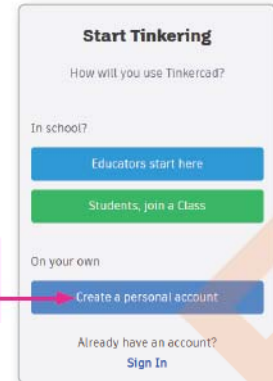 Start Tinkering
How will you use Tinkercad?
In school?
Educators start here
Students, join a Class
On your own
Create a personal account
Already have an account?
Sign In